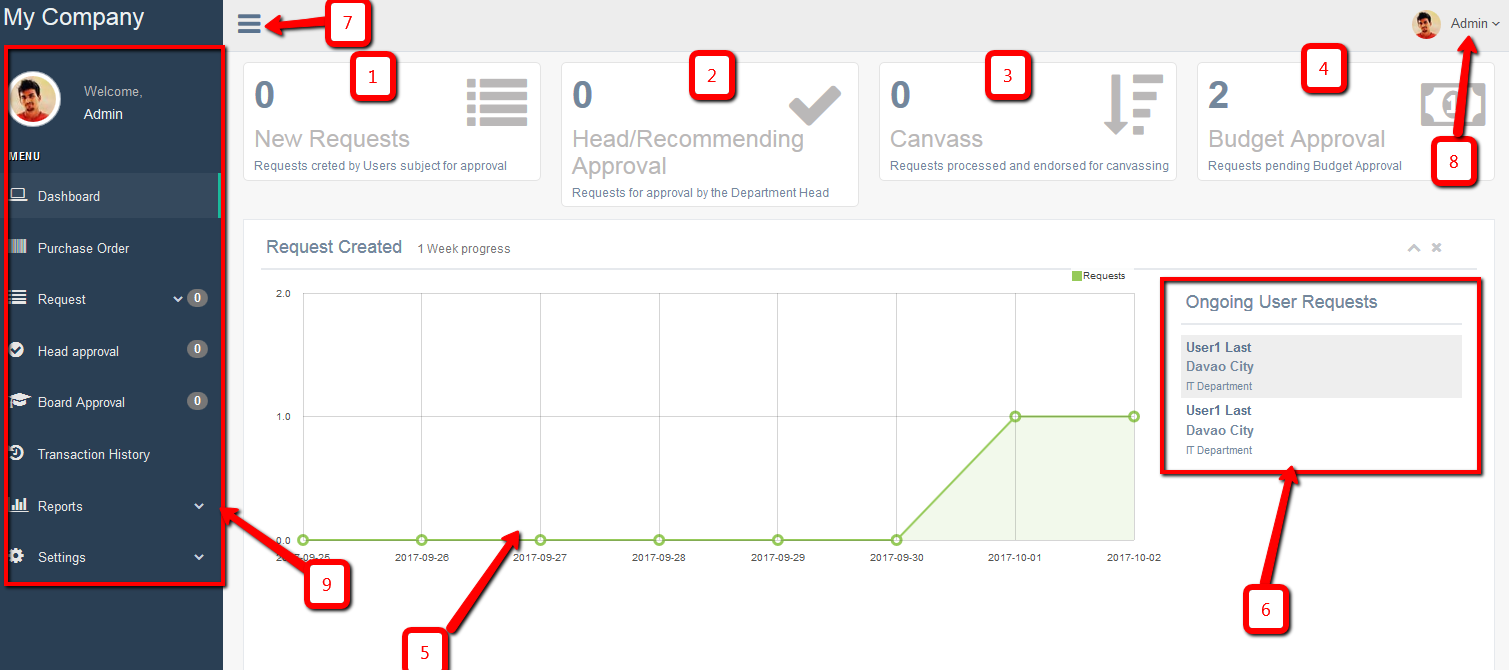 My Company
7
Admin
Welcome,
Admin
MENU
Dashboard
Purchase Order
Request 0
Head approval 0
Board Approval 0
Transaction History
Reports
Settings
9
1
0
New Requests
Requests creted by Users subject for approval
2
0
Head/Recommending
Approval
Requests for approval by the Department Head
3
0
Canvass
Requests processed and endorsed for canvassing
4
2
1
Budget Approval
Requests pending Budget Approval
8
Request Created 1 Week progress
Requests
2.0
1.0
0.0
2017-09-25 2017-09-26 2017-09-27 2017-09-28 2017-09-29 2017-09-30 2017-10-01 2017-10-02
5
Ongoing User Requests
User1 Last
Davao City
IT Department
User1 Last
Davao City
IT Department
6